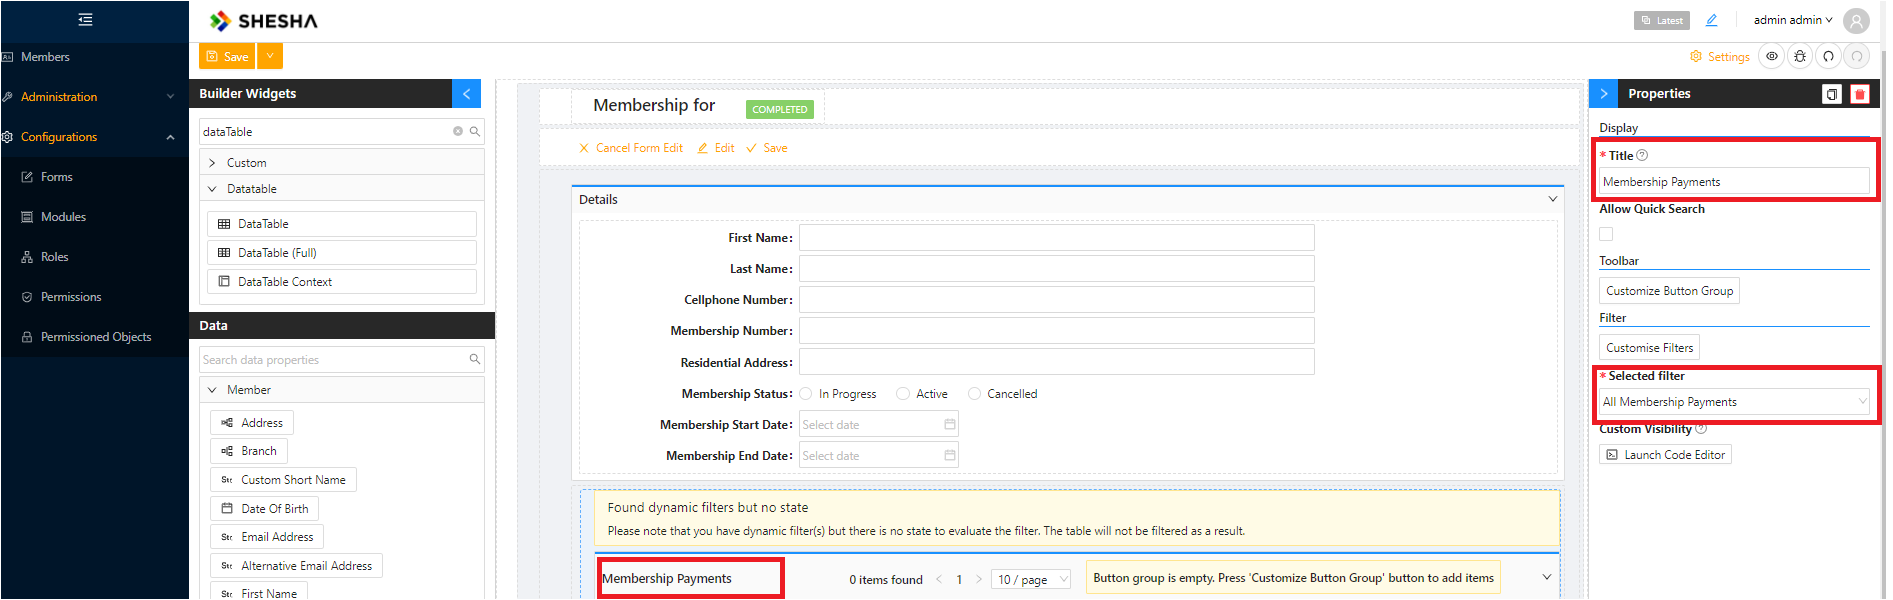 SHESHA
Latest
admin admin
Members
Administration
Configurations
Forms
Modules
Roles
Permissions
Permissioned Objects
Save
Settings
Builder Widgets
dataTable
Custom
Datatable
DataTable
DataTable (Full)
DataTable Context
Data
Search data properties
Member
Address
Branch
Str Custom Short Name
Date Of Birth
Str Email Address
Str Alternative Email Address
Str First Name
Membership for
COMPLETED
Cancel Form Edit Edit Save
Details
First Name:
Last Name:
Cellphone Number:
Membership Number:
Residential Address:
Membership Status: In Progress Active Cancelled
Membership Start Date: Select date
Membership End Date: Select date
Found dynamic filters but no state
Please note that you have dynamic filter(s) but there is no state to evaluate the filter. The table will not be filtered as a result.
Membership Payments
0 items found < 1 > 10 / page
Button group is empty. Press 'Customize Button Group' button to add items
Properties
Display
* Title
Membership Payments
Allow Quick Search
Toolbar
Customize Button Group
Filter
Customise Filters
* Selected filter
All Membership Payments
Custom Visibility
Launch Code Editor